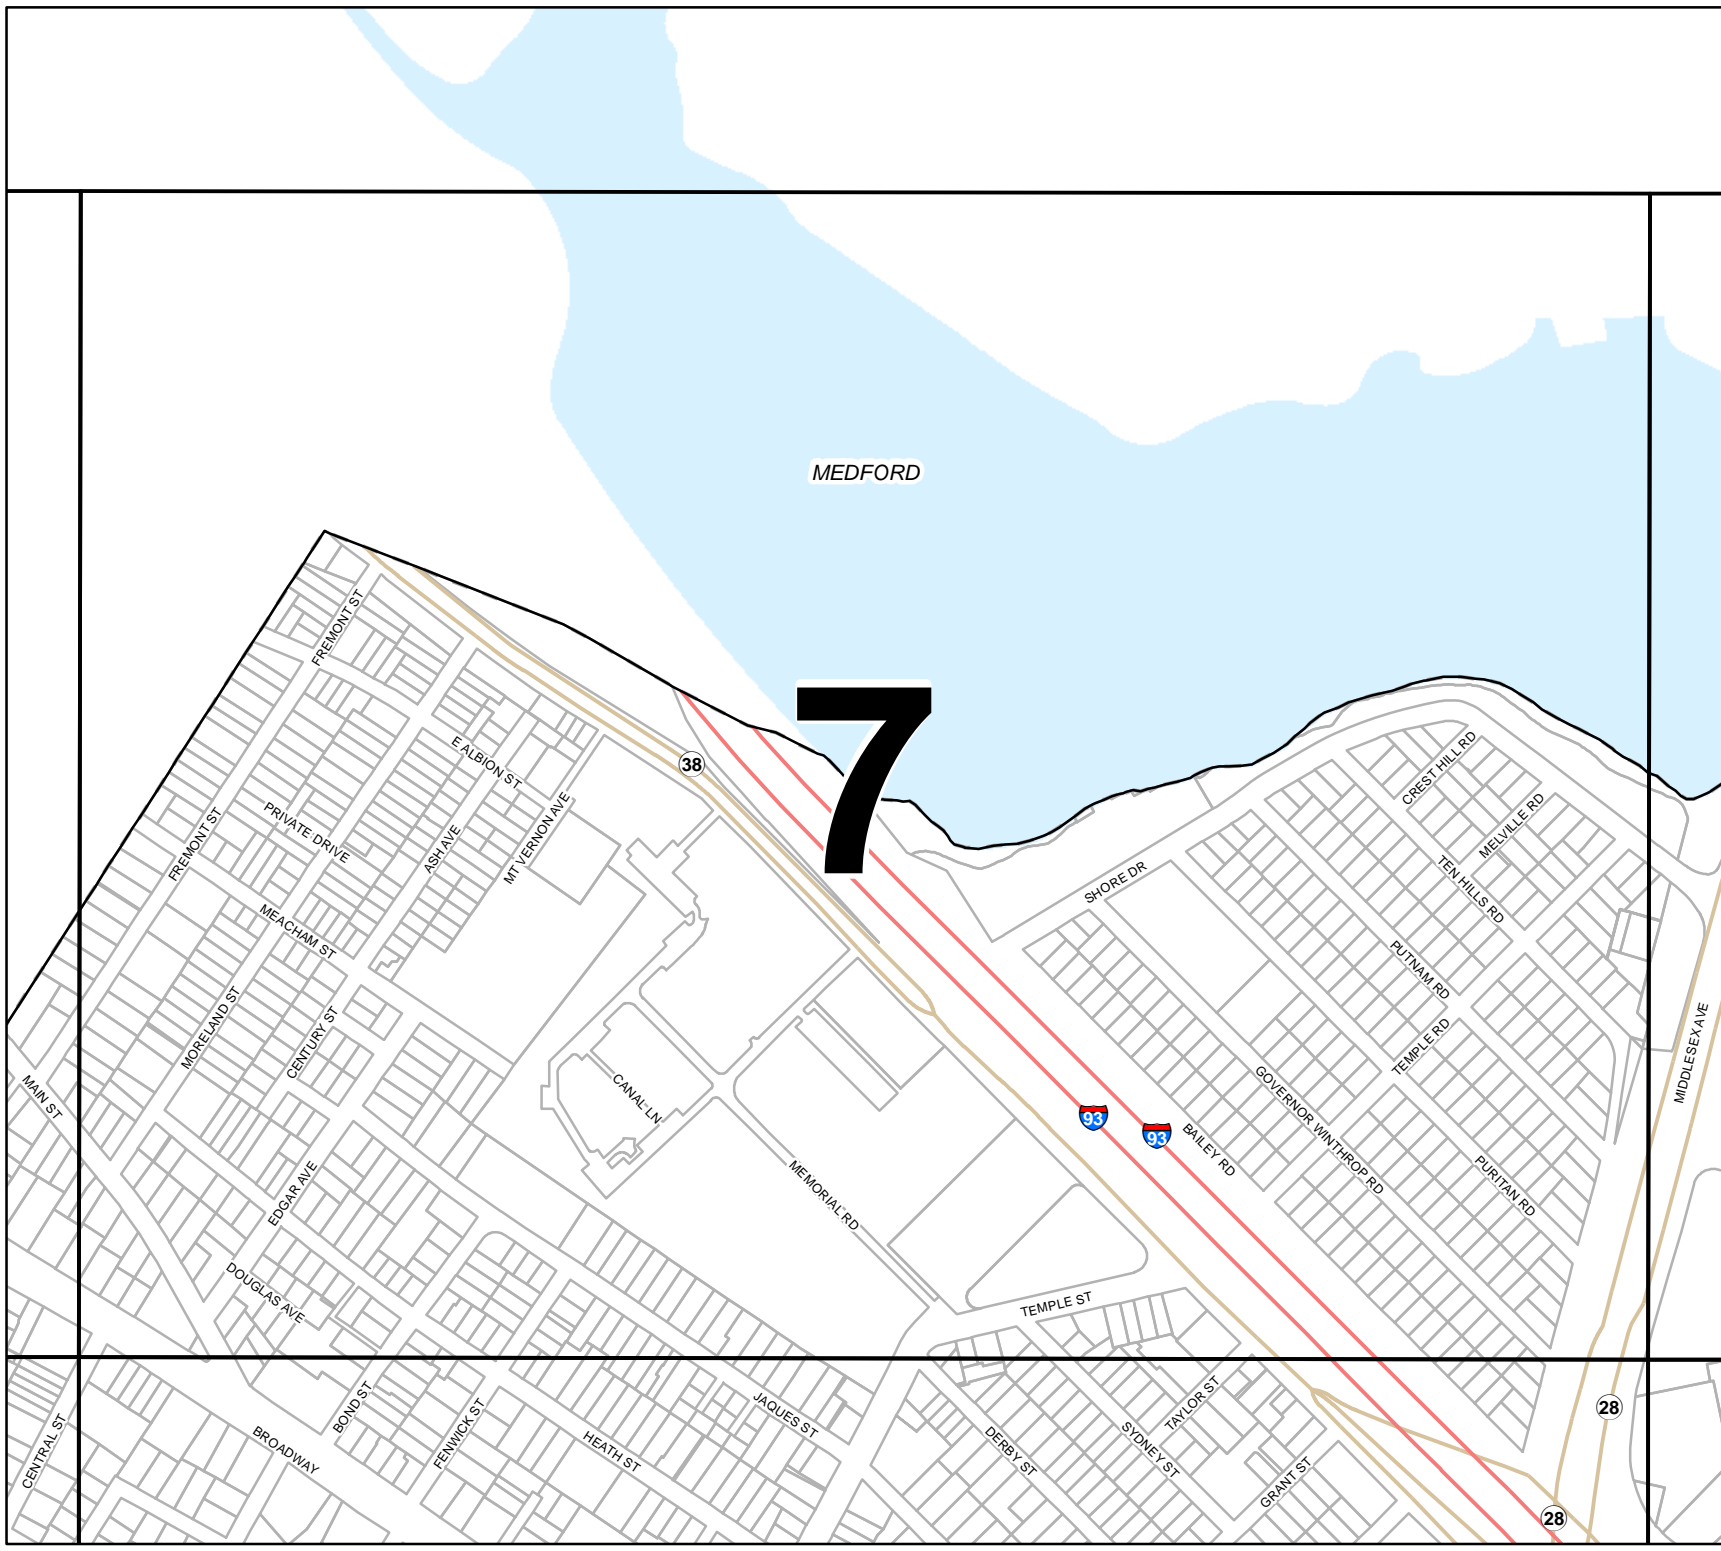 MEDFORD
FREMONT ST
7
CREST HILL RD
E ALBION ST
38
MELVILLE RD
PRIVATE DRIVE
FREMONT ST
ASH AVE
MT VERNON AVE
SHORE DR
TEN HILLS RD
MEACHAM ST
PUTNAM RD
MORELAND ST
CENTURY ST
TEMPLE RD
MIDDLESEX AVE
MAIN ST
CANAL LN
93
93
GOVERNOR WINTHROP RD
BAILEY RD
EDGAR AVE
MEMORIAL RD
PURITAN RD
DOUGLAS AVE
TEMPLE ST
BOND ST
JAQUES ST
TAYLOR ST
28
CENTRAL ST
BROADWAY
FENWICK ST
HEATH ST
DERBY ST
SYDNEY ST
GRANT ST
28